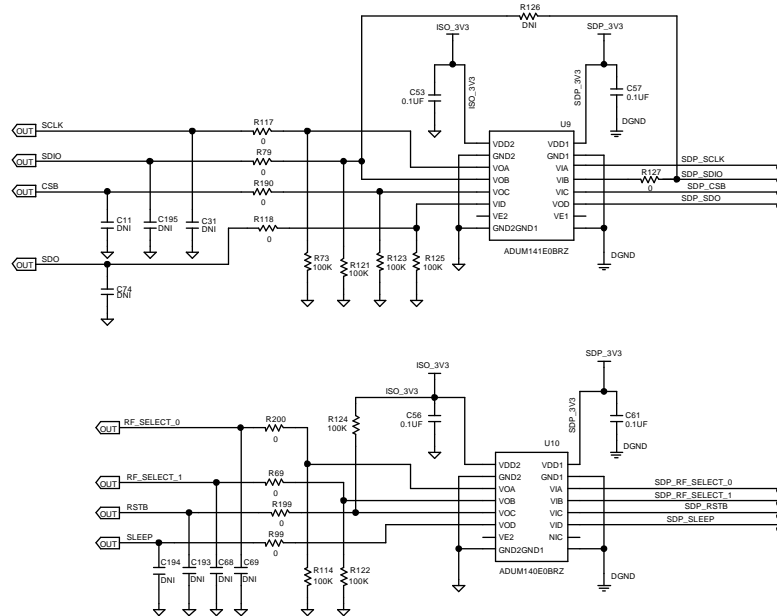 R126
DNI
ISO_3V3
SDP_3V3
C53
0.1UF
ISO_3V3
SDP_3V3
C57
0.1UF
DGND
U9
OUT SCLK
R117
0
VDD2 VDD1
GND2 GND1
OUT SDIO
R79
0
VOA VIA SDP_SCLK
VOB VIB R127 0 SDP_SDIO
OUT CSB
R190
0
VOC VIC SDP_CSB
VID VOD SDP_SDO
VE2 VE1
GND2GND1
C11
DNI
C195
DNI
C31
DNI
R118
0
ADUM141E0BRZ
DGND
OUT SDO
R73
100K
R121
100K
R123
100K
R125
100K
C74
DNI
SDP_3V3
ISO_3V3
ISO_3V3
SDP_3V3
OUT RF_SELECT_0
R200
0
R124
100K
C56
0.1UF
C61
0.1UF
DGND
U10
VDD2 VDD1
GND2 GND1
OUT RF_SELECT_1
R69
0
VOA VIA SDP_RF_SELECT_0
VOB VIB SDP_RF_SELECT_1
OUT RSTB
R199
0
VOC VIC SDP_RSTB
VOD VID SDP_SLEEP
OUT SLEEP
R99
0
VE2 NIC
GND2GND1
C194
DNI
C193
DNI
C68
DNI
C69
DNI
R114
100K
R122
100K
ADUM140E0BRZ
DGND